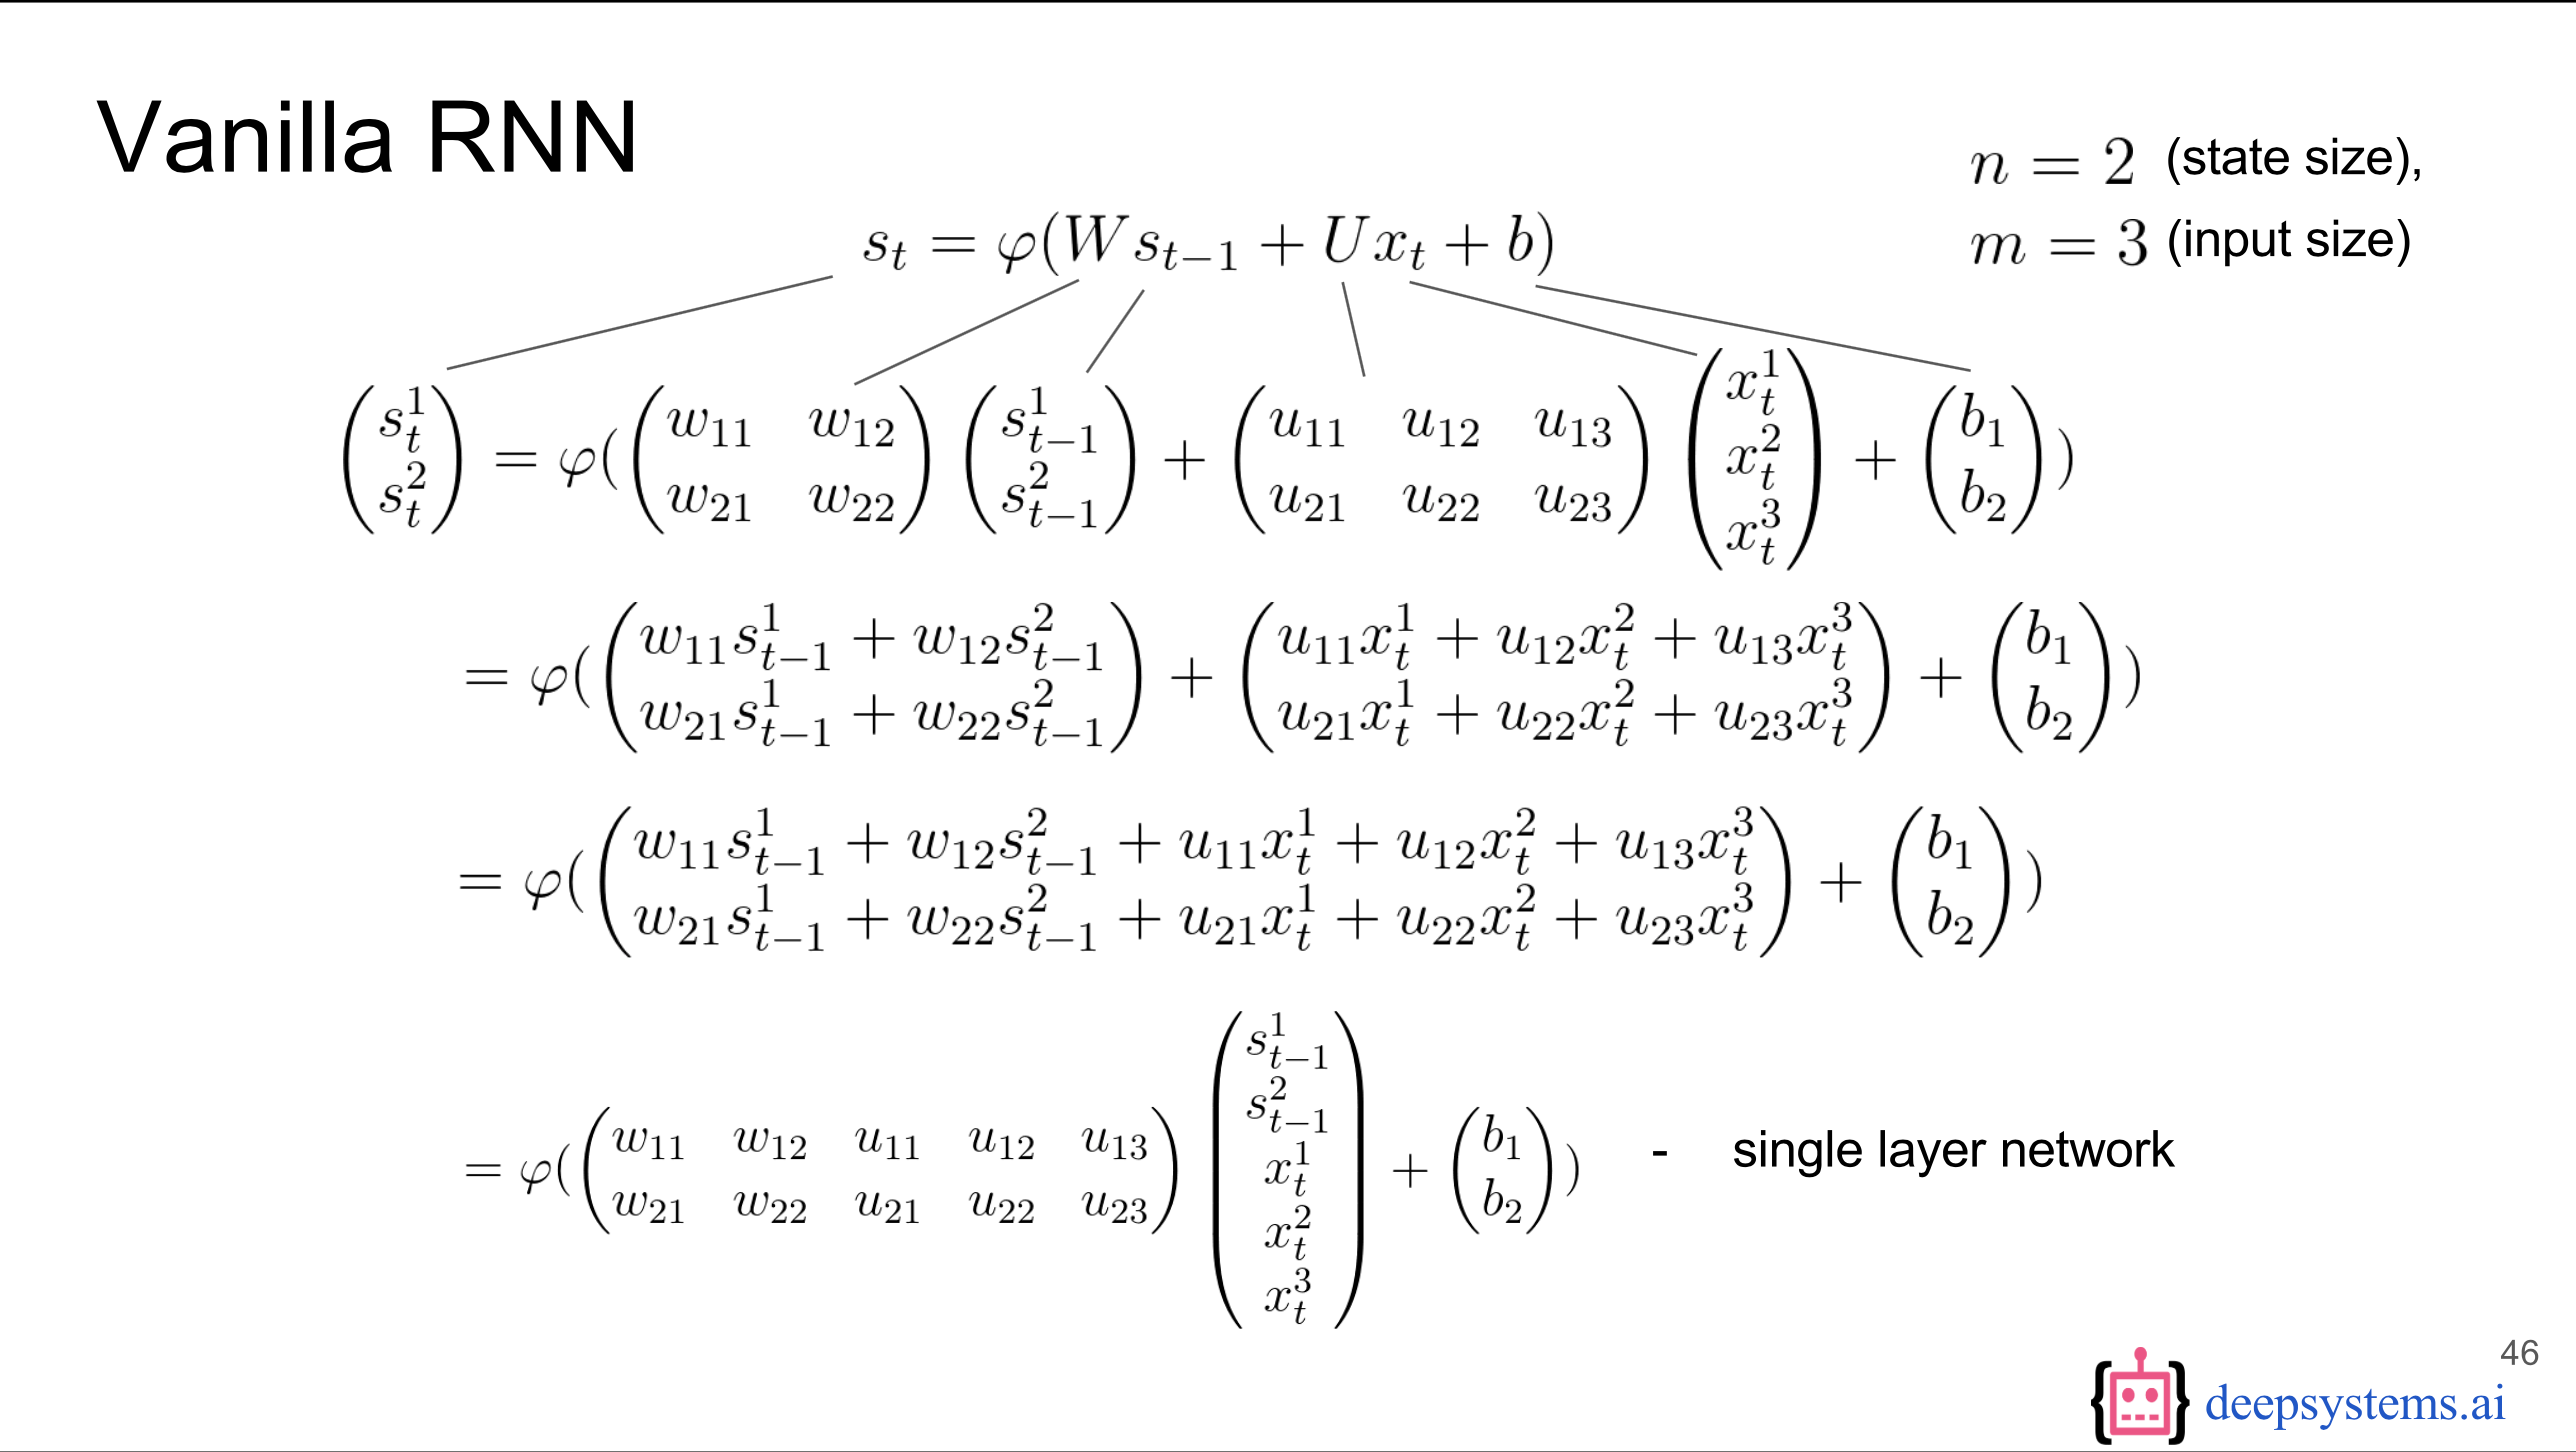 Vanilla RNN
n = 2 (state size),
m = 3 (input size)
s_t = φ(W s_{t−1} + U x_t + b)
\begin{pmatrix} s_t^1 \\ s_t^2 \end{pmatrix} = φ(\begin{pmatrix} w_{11} & w_{12} \\ w_{21} & w_{22} \end{pmatrix} \begin{pmatrix} s_{t−1}^1 \\ s_{t−1}^2 \end{pmatrix} + \begin{pmatrix} u_{11} & u_{12} & u_{13} \\ u_{21} & u_{22} & u_{23} \end{pmatrix} \begin{pmatrix} x_t^1 \\ x_t^2 \\ x_t^3 \end{pmatrix} + \begin{pmatrix} b_1 \\ b_2 \end{pmatrix})
= φ(\begin{pmatrix} w_{11}s_{t−1}^1 + w_{12}s_{t−1}^2 \\ w_{21}s_{t−1}^1 + w_{22}s_{t−1}^2 \end{pmatrix} + \begin{pmatrix} u_{11}x_t^1 + u_{12}x_t^2 + u_{13}x_t^3 \\ u_{21}x_t^1 + u_{22}x_t^2 + u_{23}x_t^3 \end{pmatrix} + \begin{pmatrix} b_1 \\ b_2 \end{pmatrix})
= φ(\begin{pmatrix} w_{11}s_{t−1}^1 + w_{12}s_{t−1}^2 + u_{11}x_t^1 + u_{12}x_t^2 + u_{13}x_t^3 \\ w_{21}s_{t−1}^1 + w_{22}s_{t−1}^2 + u_{21}x_t^1 + u_{22}x_t^2 + u_{23}x_t^3 \end{pmatrix} + \begin{pmatrix} b_1 \\ b_2 \end{pmatrix})
= φ(\begin{pmatrix} w_{11} & w_{12} & u_{11} & u_{12} & u_{13} \\ w_{21} & w_{22} & u_{21} & u_{22} & u_{23} \end{pmatrix} \begin{pmatrix} s_{t−1}^1 \\ s_{t−1}^2 \\ x_t^1 \\ x_t^2 \\ x_t^3 \end{pmatrix} + \begin{pmatrix} b_1 \\ b_2 \end{pmatrix}) - single layer network
46
deepsystems.ai